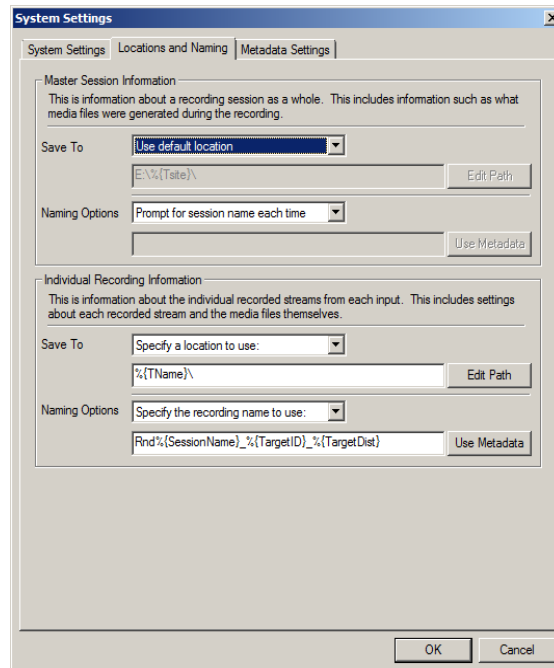 System Settings
System Settings
Locations and Naming
Metadata Settings
Master Session Information
This is information about a recording session as a whole.  This includes information such as what
media files were generated during the recording.
Save To
Use default location
E:\%{Tsite}\
Edit Path
Naming Options
Prompt for session name each time
Use Metadata
Individual Recording Information
This is information about the individual recorded streams from each input.  This includes settings
about each recorded stream and the media files themselves.
Save To
Specify a location to use:
%{TName}\
Edit Path
Naming Options
Specify the recording name to use:
Rnd%{SessionName}_%{TargetID}_%{TargetDist}
Use Metadata
OK
Cancel